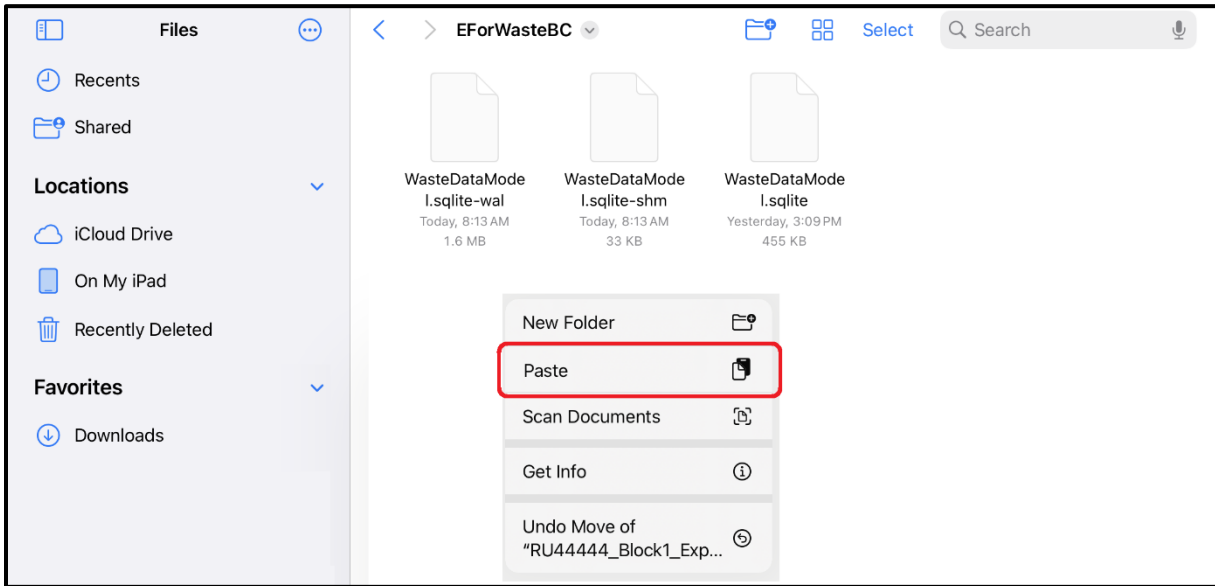 Files
Recents
Shared
Locations
iCloud Drive
On My iPad
Recently Deleted
Favorites
Downloads
EForWasteBC
Select
Search
WasteDataMode
l.sqlite-wal
Today, 8:13 AM
1.6 MB
WasteDataMode
l.sqlite-shm
Today, 8:13 AM
33 KB
WasteDataMode
l.sqlite
Yesterday, 3:09 PM
455 KB
New Folder
Paste
Scan Documents
Get Info
Undo Move of
“RU44444_Block1_Exp...